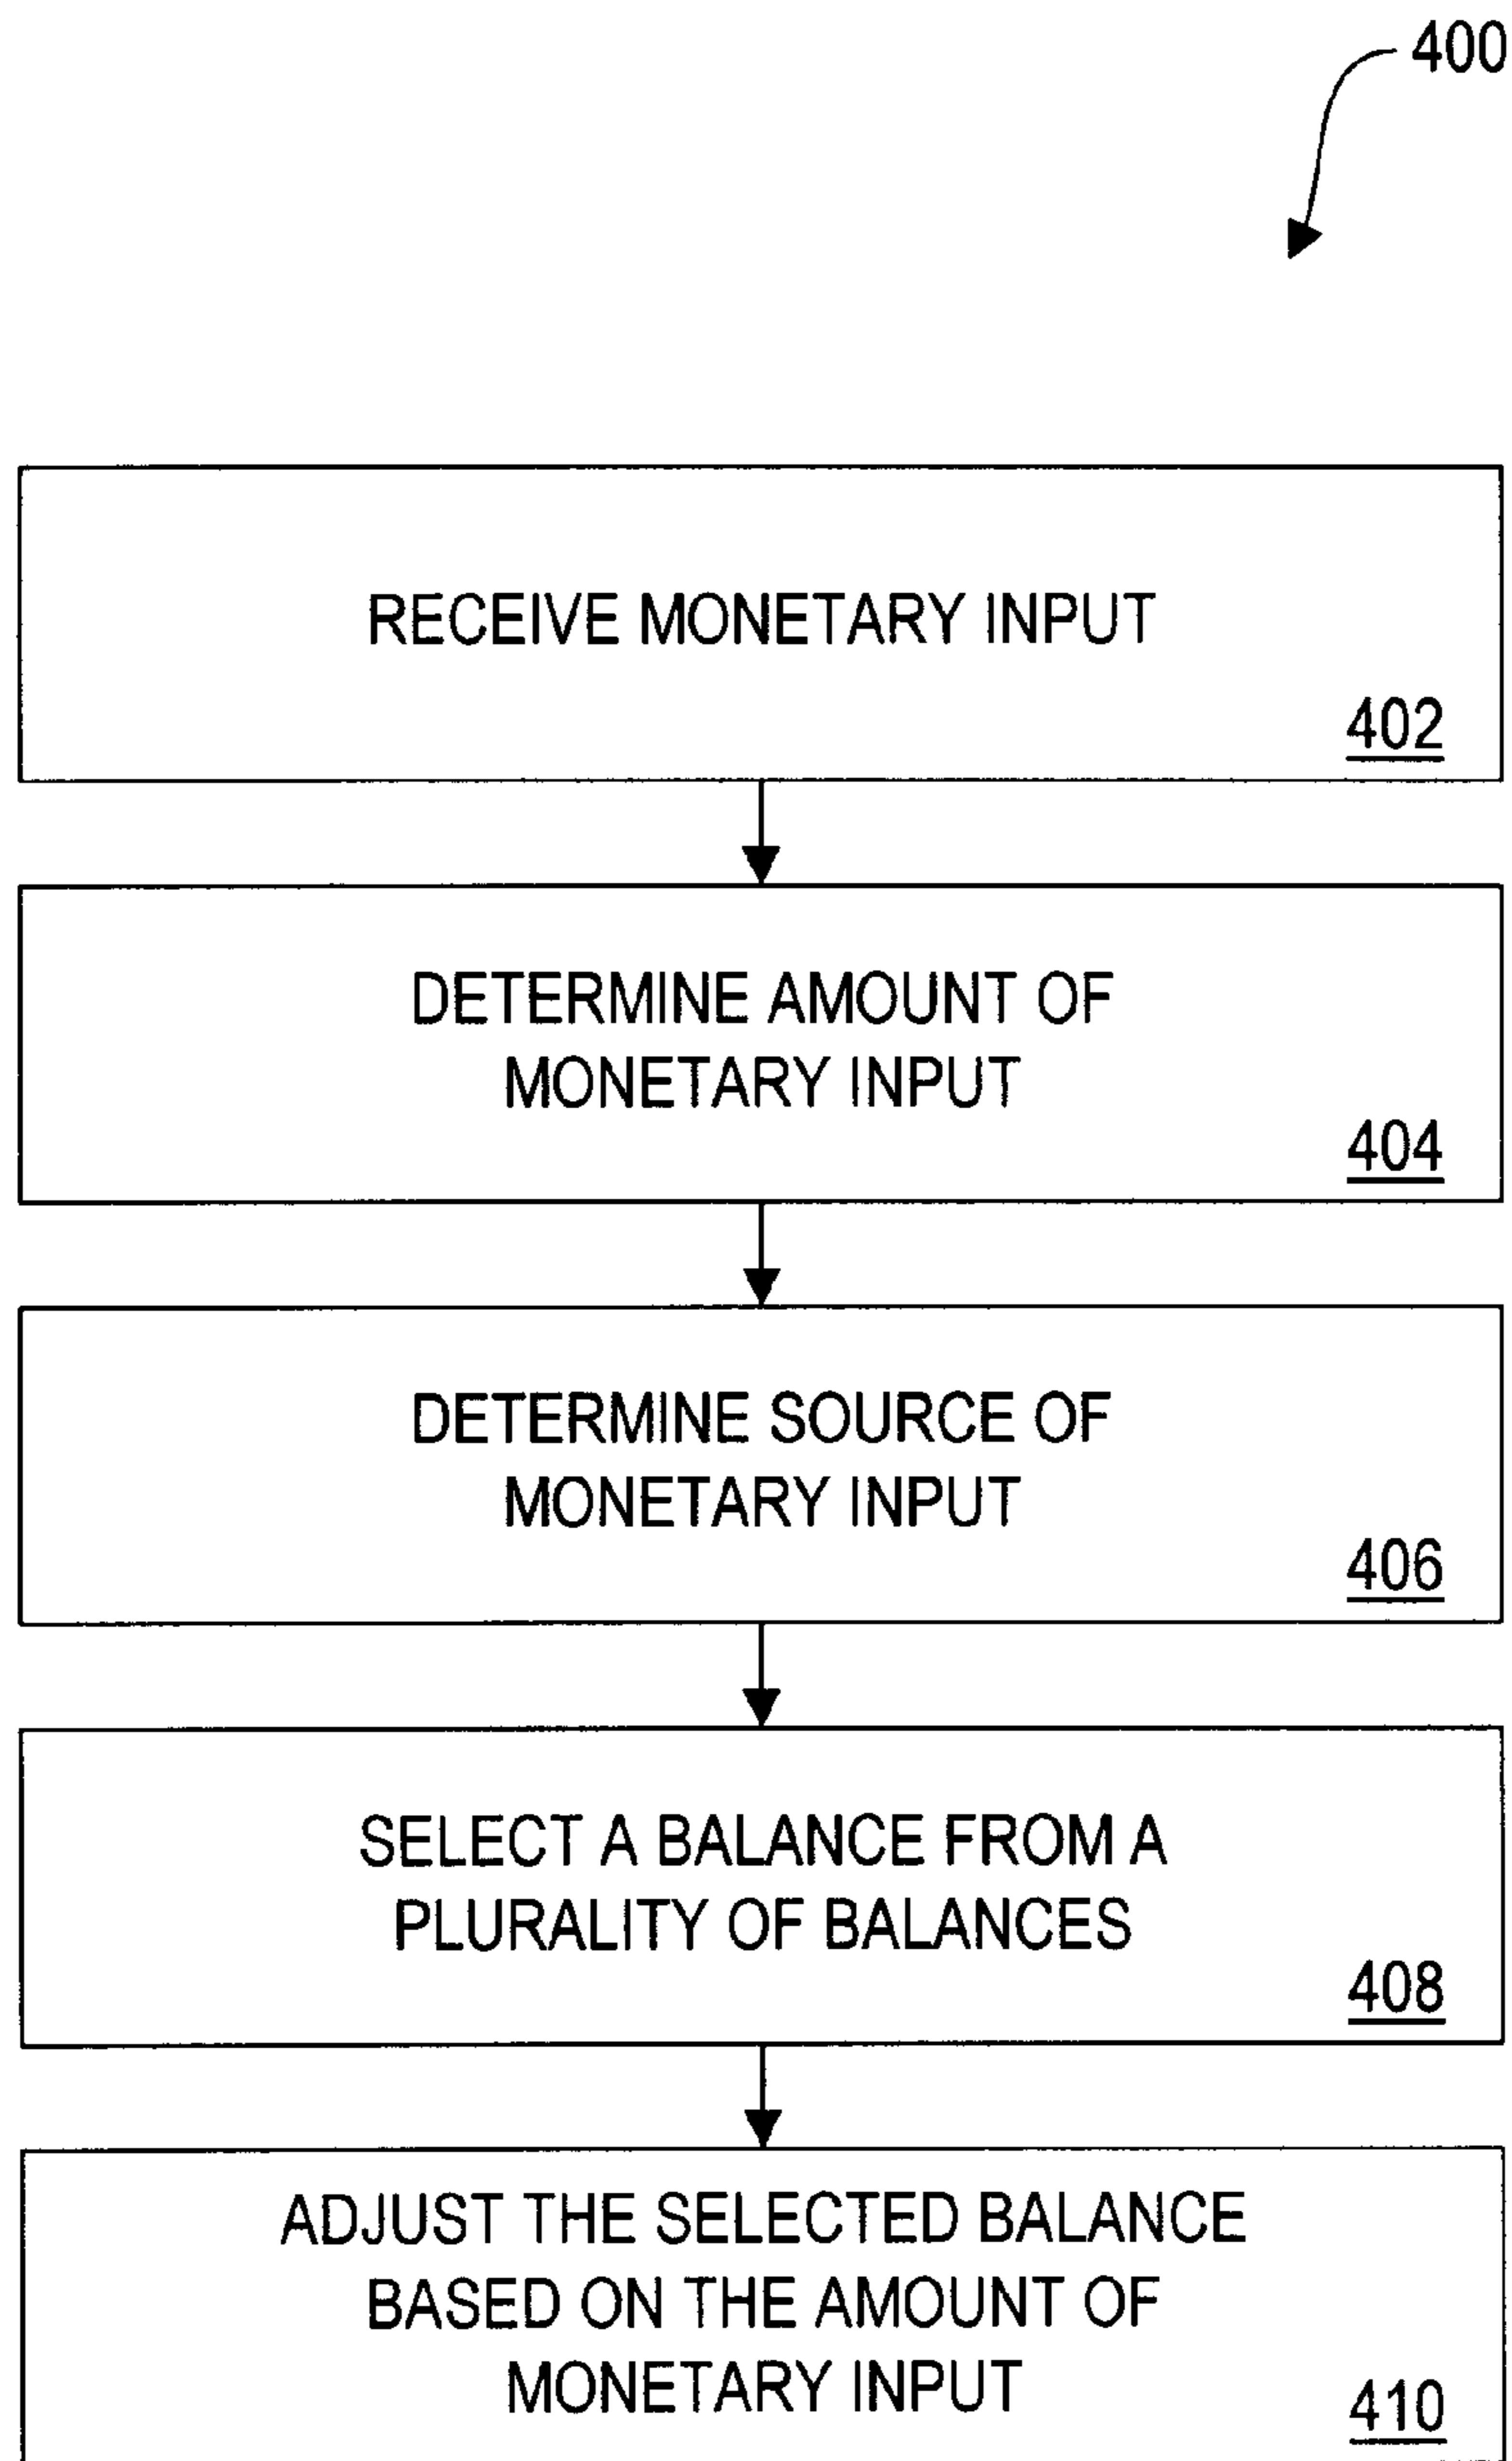 400
RECEIVE MONETARY INPUT
402
DETERMINE AMOUNT OF
MONETARY INPUT
404
DETERMINE SOURCE OF
MONETARY INPUT
406
SELECT A BALANCE FROM A
PLURALITY OF BALANCES
408
ADJUST THE SELECTED BALANCE
BASED ON THE AMOUNT OF
MONETARY INPUT
410